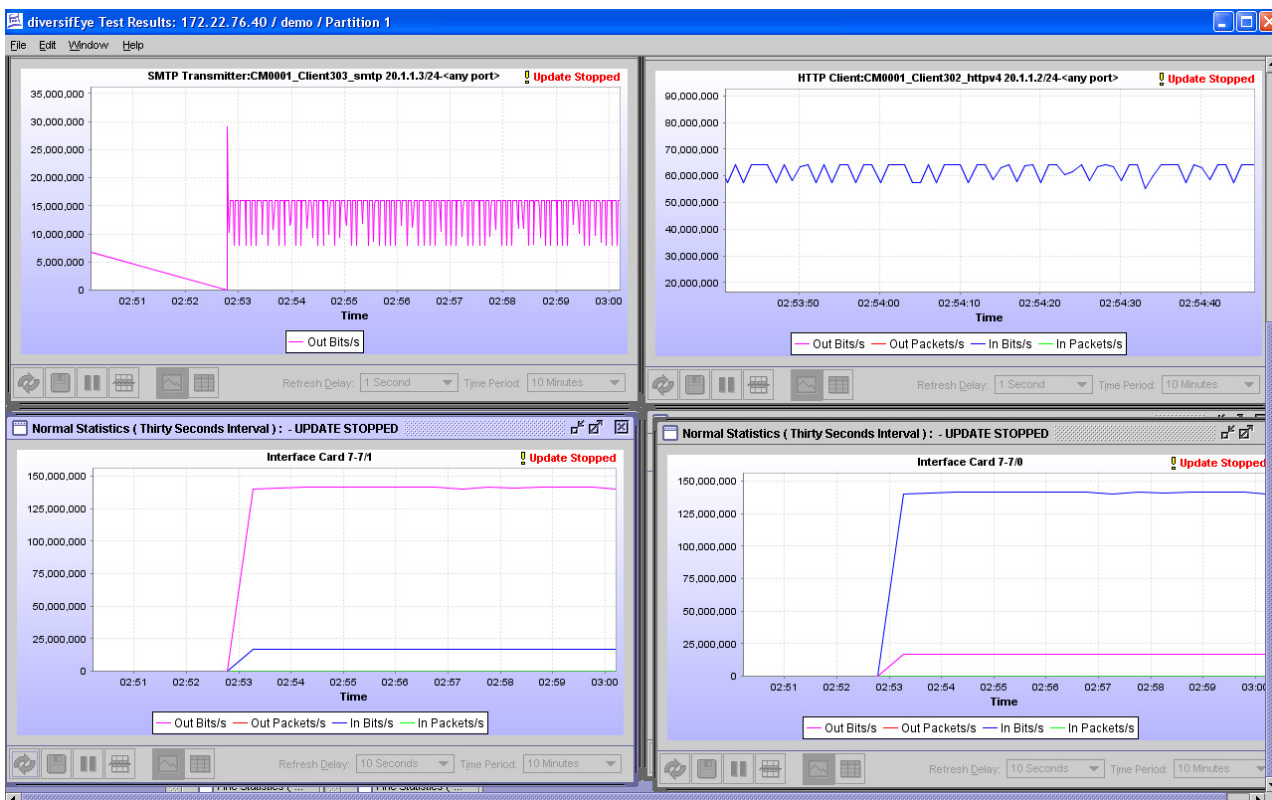 diversifEye Test Results: 172.22.76.40 / demo / Partition 1
File Edit Window Help
SMTP Transmitter:CM0001_Client303_smtp 20.1.1.3/24-<any port>
Update Stopped
35,000,000
30,000,000
25,000,000
20,000,000
15,000,000
10,000,000
5,000,000
0
02:51 02:52 02:53 02:54 02:55 02:56 02:57 02:58 02:59 03:00
Time
Out Bits/s
Refresh Delay: 1 Second Time Period: 10 Minutes
HTTP Client:CM0001_Client302_httpv4 20.1.1.2/24-<any port>
Update Stopped
90,000,000
80,000,000
70,000,000
60,000,000
50,000,000
40,000,000
30,000,000
20,000,000
02:53:50 02:54:00 02:54:10 02:54:20 02:54:30 02:54:40
Time
Out Bits/s Out Packets/s In Bits/s In Packets/s
Refresh Delay: 1 Second Time Period: 10 Minutes
Normal Statistics ( Thirty Seconds Interval ) : - UPDATE STOPPED
Interface Card 7-7/1
Update Stopped
150,000,000
125,000,000
100,000,000
75,000,000
50,000,000
25,000,000
0
02:51 02:52 02:53 02:54 02:55 02:56 02:57 02:58 02:59 03:00
Time
Out Bits/s Out Packets/s In Bits/s In Packets/s
Refresh Delay: 10 Seconds Time Period: 10 Minutes
Normal Statistics ( Thirty Seconds Interval ) : - UPDATE STOPPED
Interface Card 7-7/0
Update Stopped
150,000,000
125,000,000
100,000,000
75,000,000
50,000,000
25,000,000
0
02:51 02:52 02:53 02:54 02:55 02:56 02:57 02:58 02:59 03:00
Time
Out Bits/s Out Packets/s In Bits/s In Packets/s
Refresh Delay: 10 Seconds Time Period: 10 Minutes